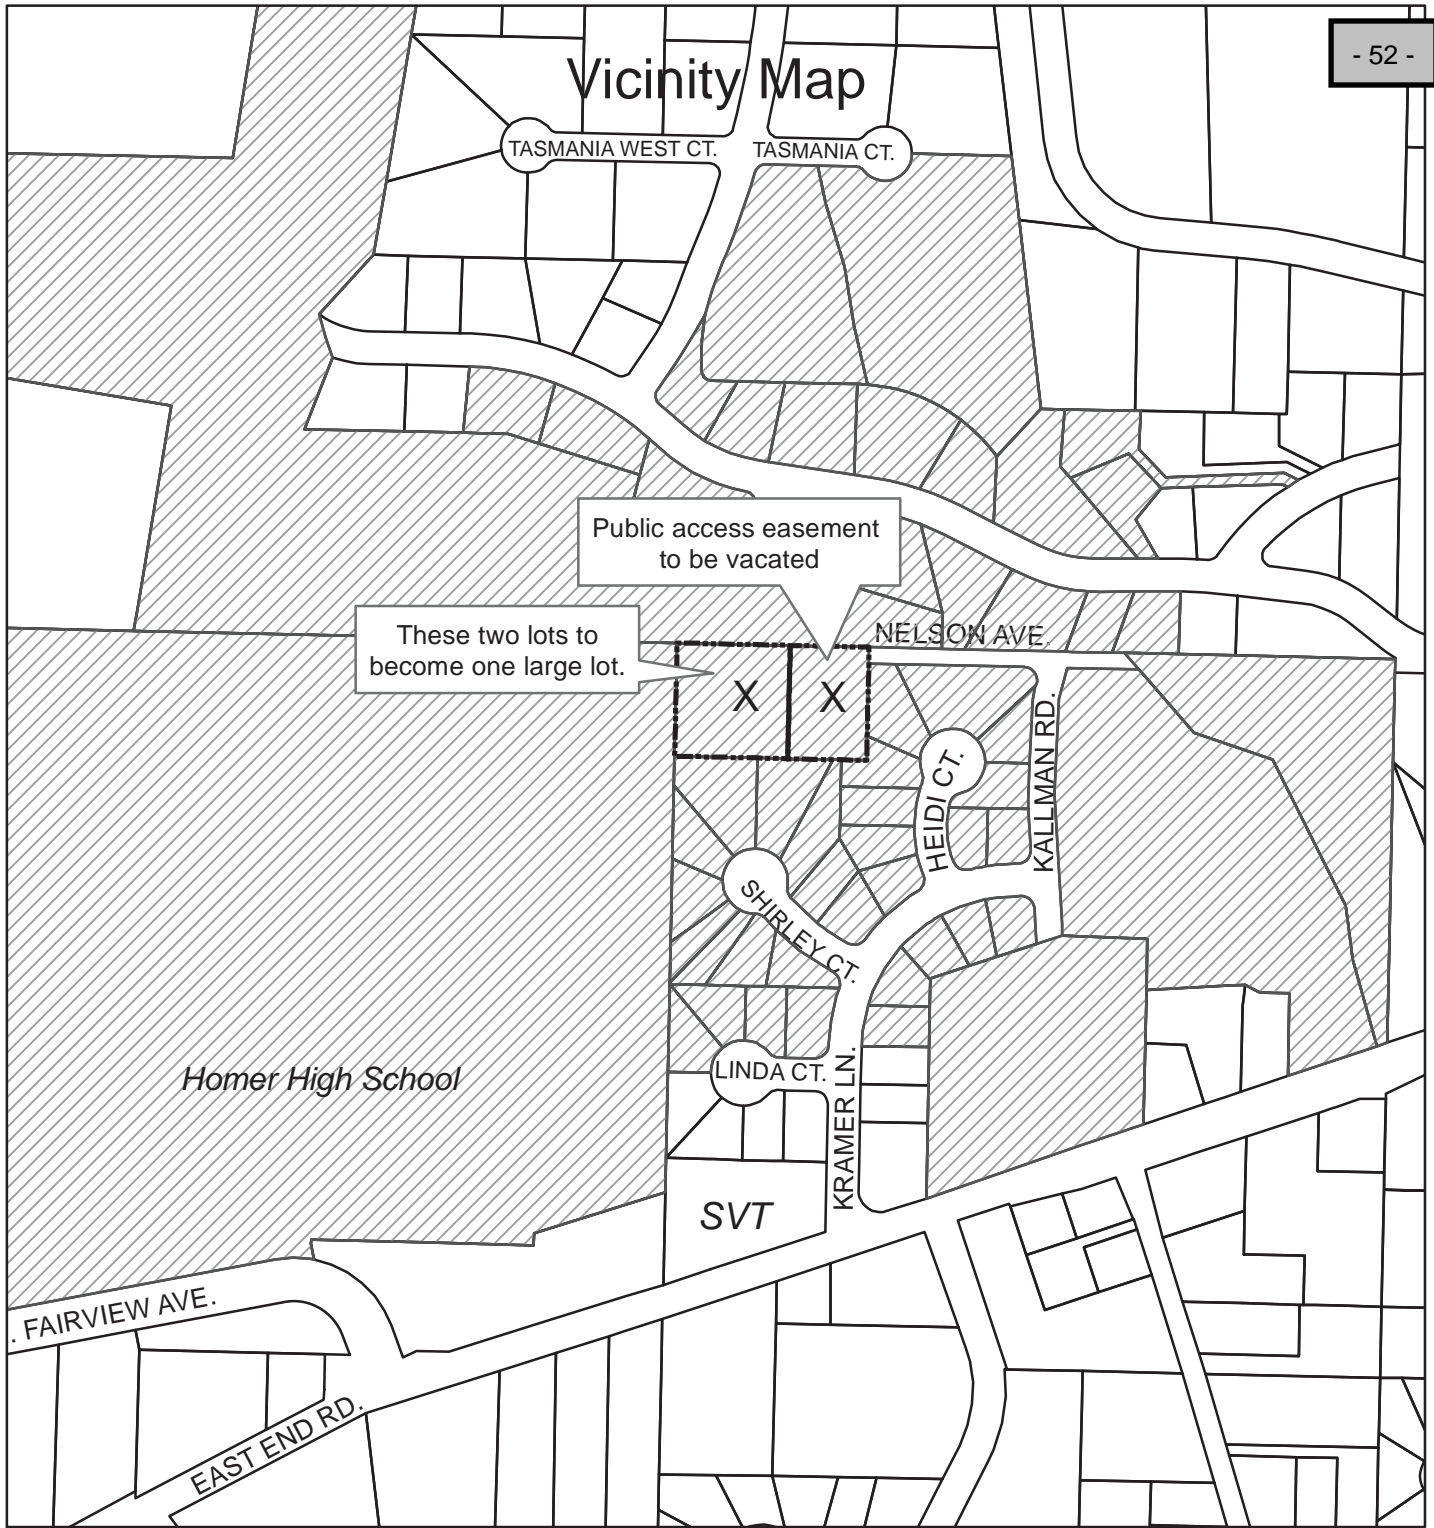 - 52 -
Vicinity Map
TASMANIA WEST CT.
TASMANIA CT.
Public access easement
to be vacated
These two lots to
become one large lot.
NELSON AVE.
X
X
KALLMAN RD.
HEIDI CT.
SHIRLEY CT.
Homer High School
LINDA CT.
KRAMER LN.
SVT
. FAIRVIEW AVE.
EAST END RD.